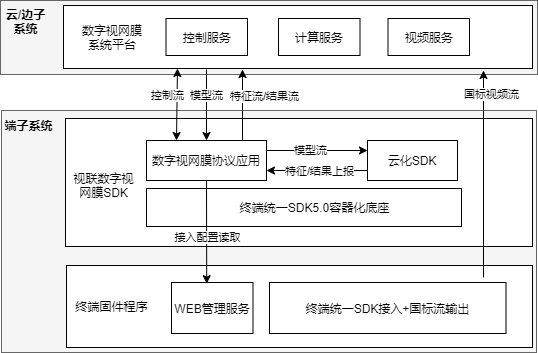 云/边子
系统
数字视网膜
系统平台
控制服务
计算服务
视频服务
控制流
模型流
特征流/结果流
国标视频流
端子系统
视联数字视
网膜SDK
数字视网膜协议应用
模型流
特征/结果上报
云化SDK
终端统一SDK5.0容器化底座
接入配置读取
终端固件程序
WEB管理服务
终端统一SDK接入+国标流输出